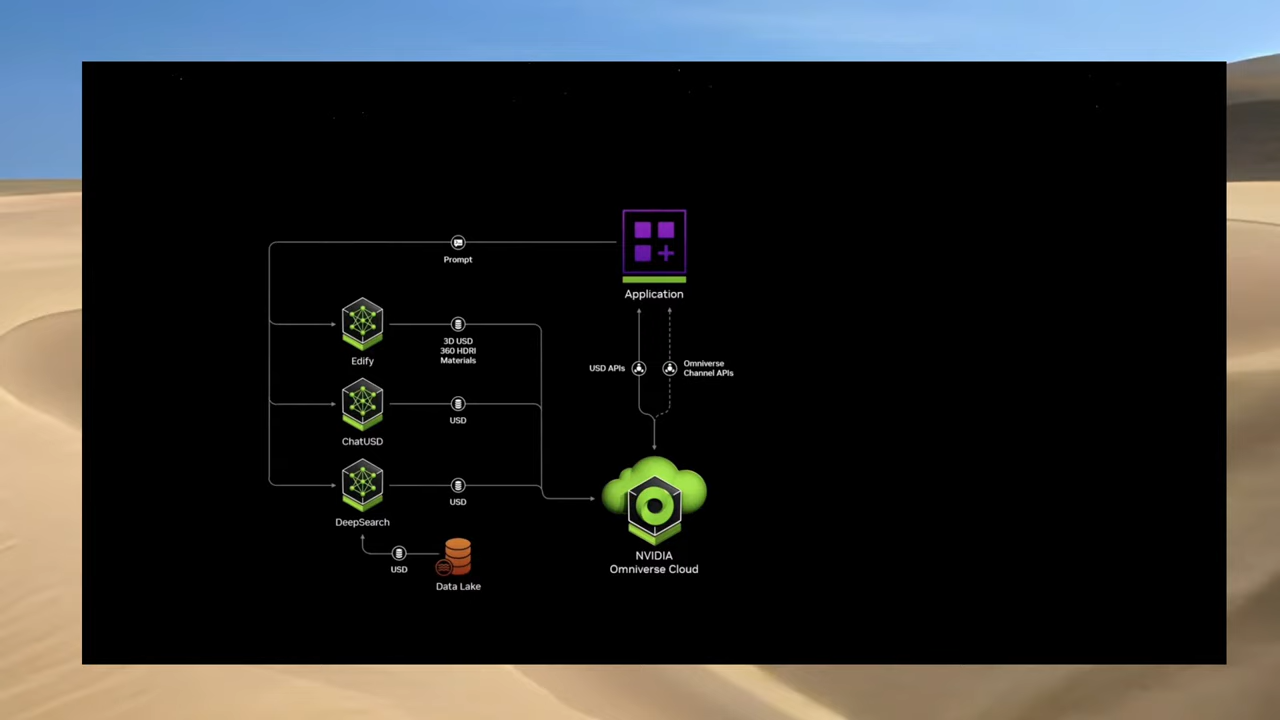 Prompt
Application
Edify
3D USD
360 HDRI
Materials
USD APIs
Omniverse
Channel APIs
ChatUSD
USD
DeepSearch
USD
USD
Data Lake
NVIDIA
Omniverse Cloud